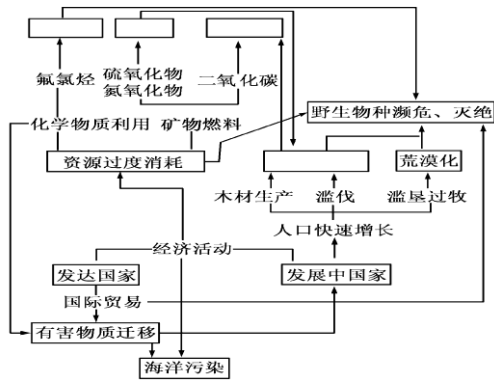 氟氯烃
硫氧化物
氮氧化物
二氧化碳
野生物种濒危、灭绝
化学物质利用
矿物燃料
资源过度消耗
荒漠化
木材生产
滥伐
滥垦过牧
人口快速增长
经济活动
发达国家
发展中国家
国际贸易
有害物质迁移
海洋污染